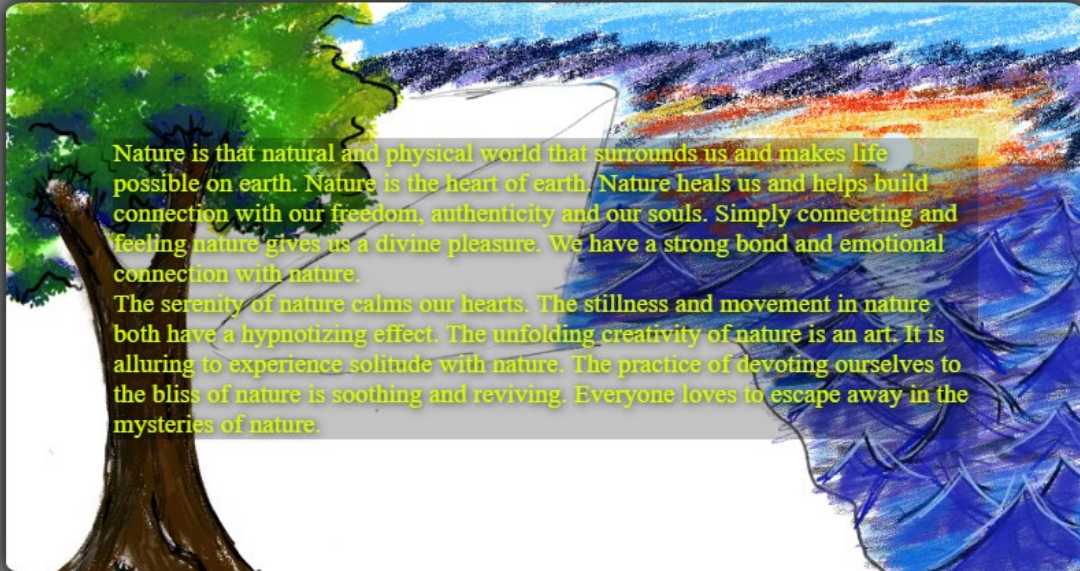 Nature is that natural and physical world that surrounds us and makes life
possible on earth. Nature is the heart of earth. Nature heals us and helps build
connection with our freedom, authenticity and our souls. Simply connecting and
feeling nature gives us a divine pleasure. We have a strong bond and emotional
connection with nature.
The serenity of nature calms our hearts. The stillness and movement in nature
both have a hypnotizing effect. The unfolding creativity of nature is an art. It is
alluring to experience solitude with nature. The practice of devoting ourselves to
the bliss of nature is soothing and reviving. Everyone loves to escape away in the
mysteries of nature.